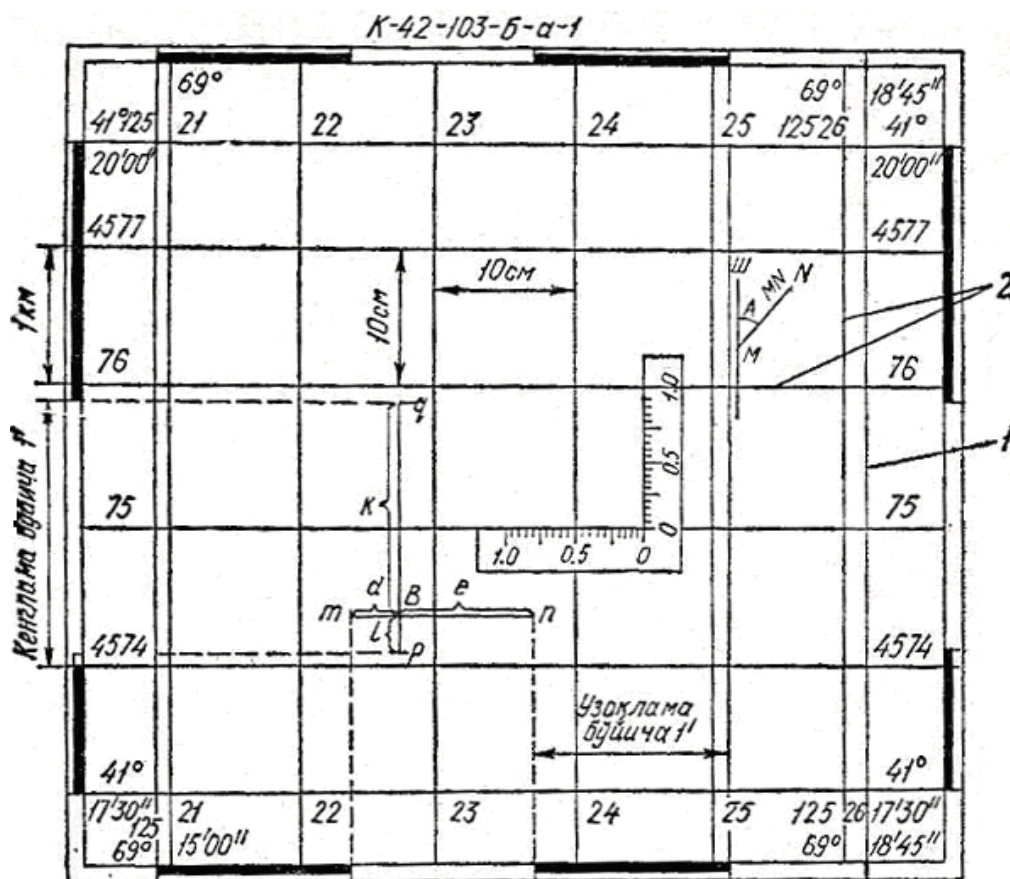 К-42-103-Б-а-1
69° 69° 18'45"
41° 125 21 22 23 24 25 125 26 41°
20'00" 20'00"
4577 4577
Ш
N
MN
A
M
10см
10см
1км
2
76 76
q
1.0
0.5
0
K
1
Кенглама бўйича 1'
75 75
1.0 0.5 0
d B e
m n
l
p
4574 4574
Узоқлама
бўйича 1'
41° 41°
17'30" 21 22 23 24 25 125 26 17'30"
125
69° 15'00" 69° 18'45"